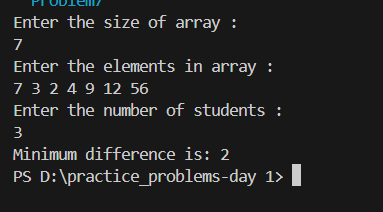 Problem7
Enter the size of array :
7
Enter the elements in array :
7 3 2 4 9 12 56
Enter the number of students :
3
Minimum difference is: 2
PS D:\practice_problems-day 1>